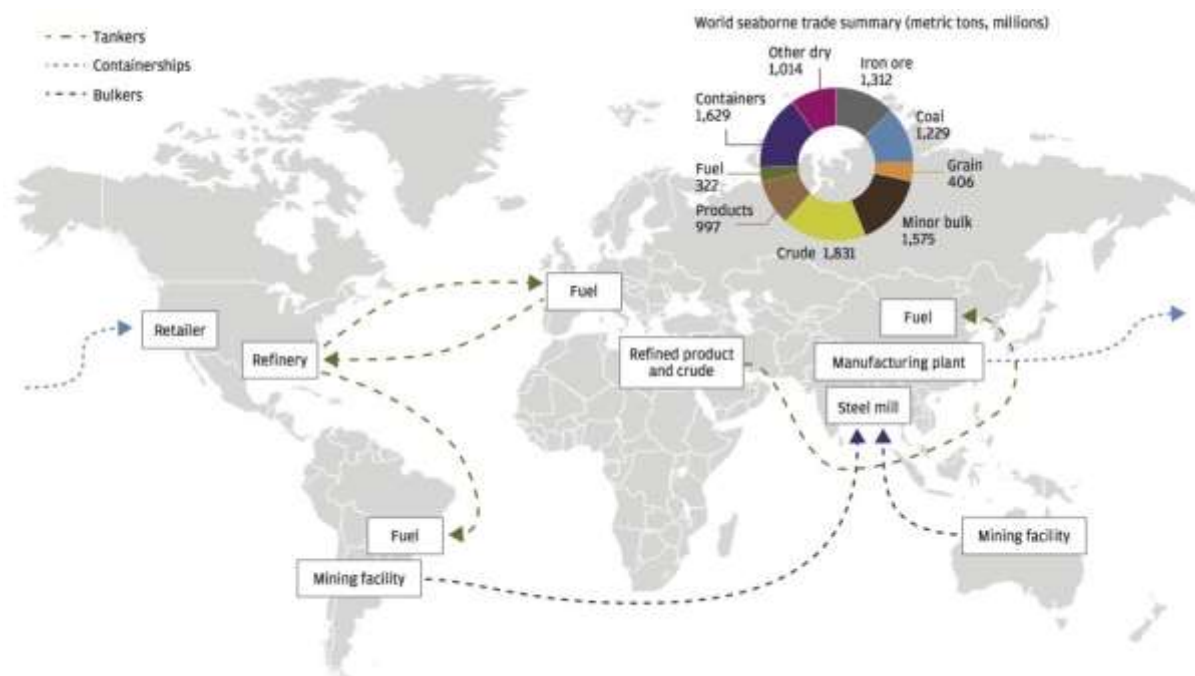 World seaborne trade summary (metric tons, millions)
Tankers
Containerships
Bulkers
Other dry
1,014
Iron ore
1,312
Containers
1,629
Coal
1,229
Fuel
322
Grain
406
Products
997
Minor bulk
1,575
Crude 1,831
Fuel
Retailer
Fuel
Refinery
Refined product
and crude
Manufacturing plant
Steel mill
Fuel
Mining facility
Mining facility